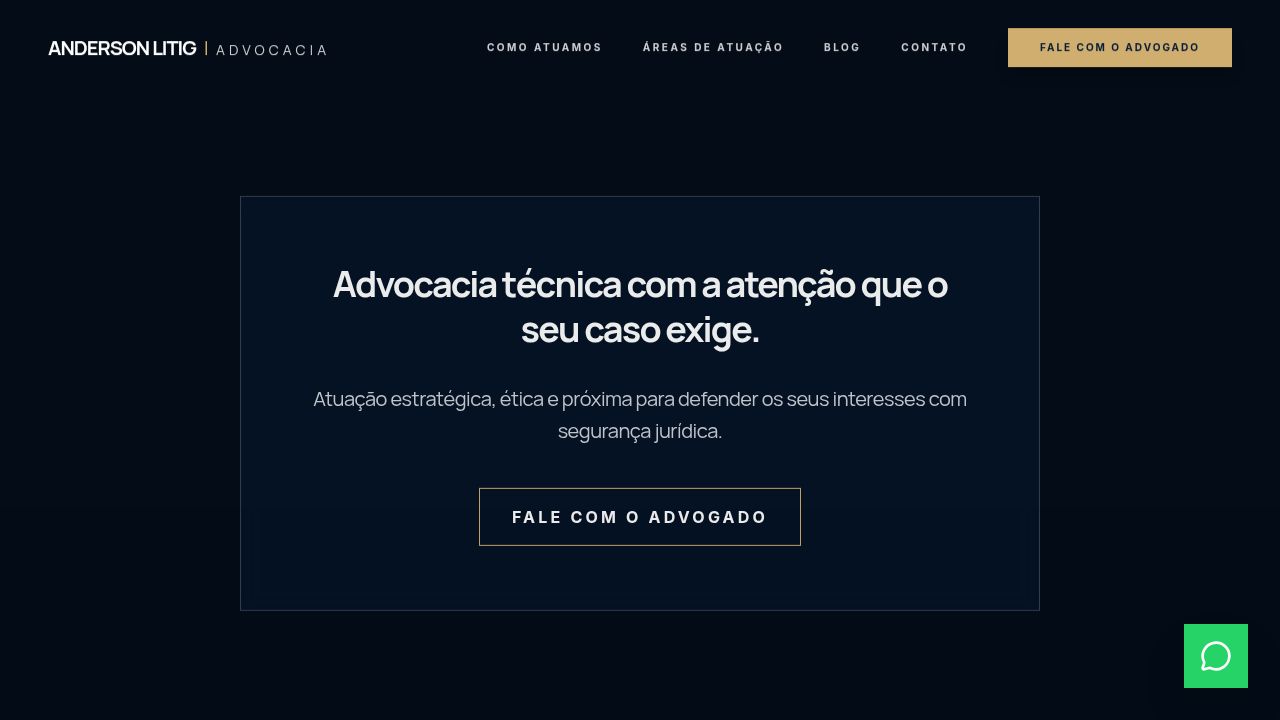 ANDERSON LITIG | ADVOCACIA
COMO ATUAMOS
ÁREAS DE ATUAÇÃO
BLOG
CONTATO
FALE COM O ADVOGADO
Advocacia técnica com a atenção que o
seu caso exige.
Atuação estratégica, ética e próxima para defender os seus interesses com
segurança jurídica.
FALE COM O ADVOGADO